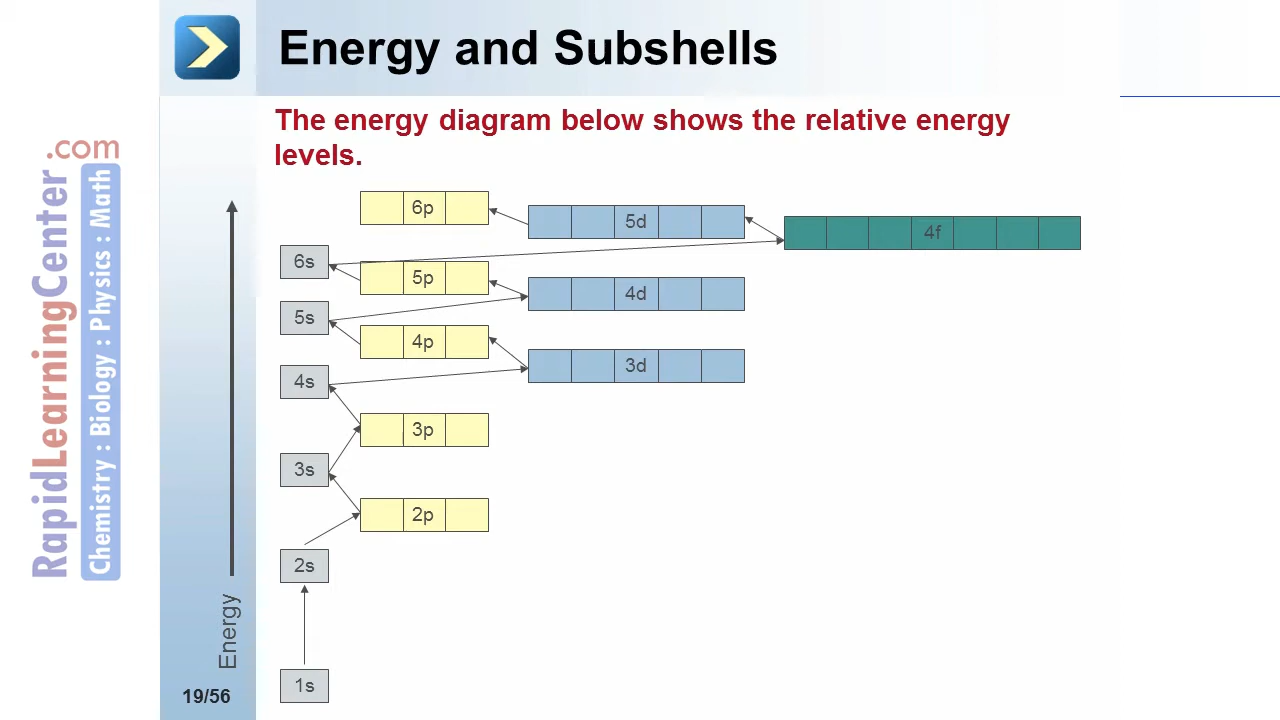 Energy and Subshells
The energy diagram below shows the relative energy
levels.
6p
5d
4f
6s
5p
4d
5s
4p
3d
4s
3p
3s
2p
2s
1s
Energy
19/56
RapidLearningCenter.com
Chemistry : Biology : Physics : Math